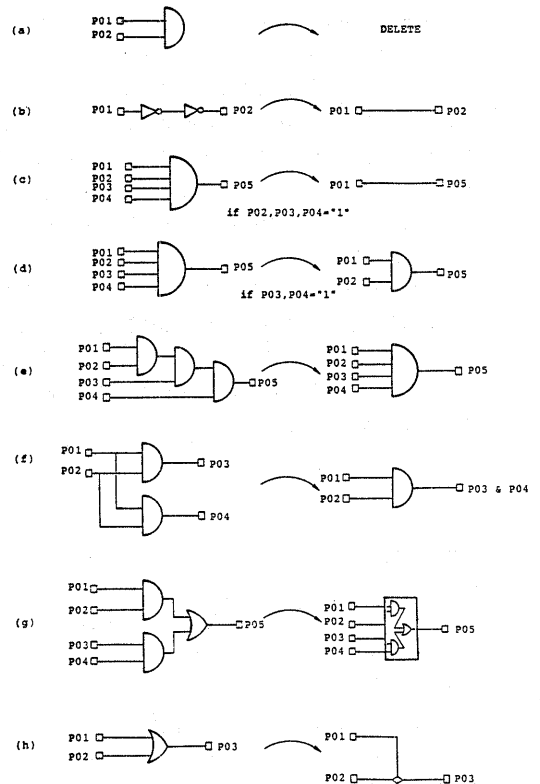 (a) P01 P02 DELETE
(b) P01 P02 P01 P02
(c) P01 P02 P03 P04 P05 P01 P05
if P02,P03,P04="1"
(d) P01 P02 P03 P04 P05 P01 P02 P05
if P03,P04="1"
(e) P01 P02 P03 P04 P05 P01 P02 P03 P04 P05
(f) P01 P02 P03 P04 P01 P02 P03 & P04
(g) P01 P02 P03 P04 P05 P01 P02 P03 P04 P05
(h) P01 P02 P03 P01 P02 P03